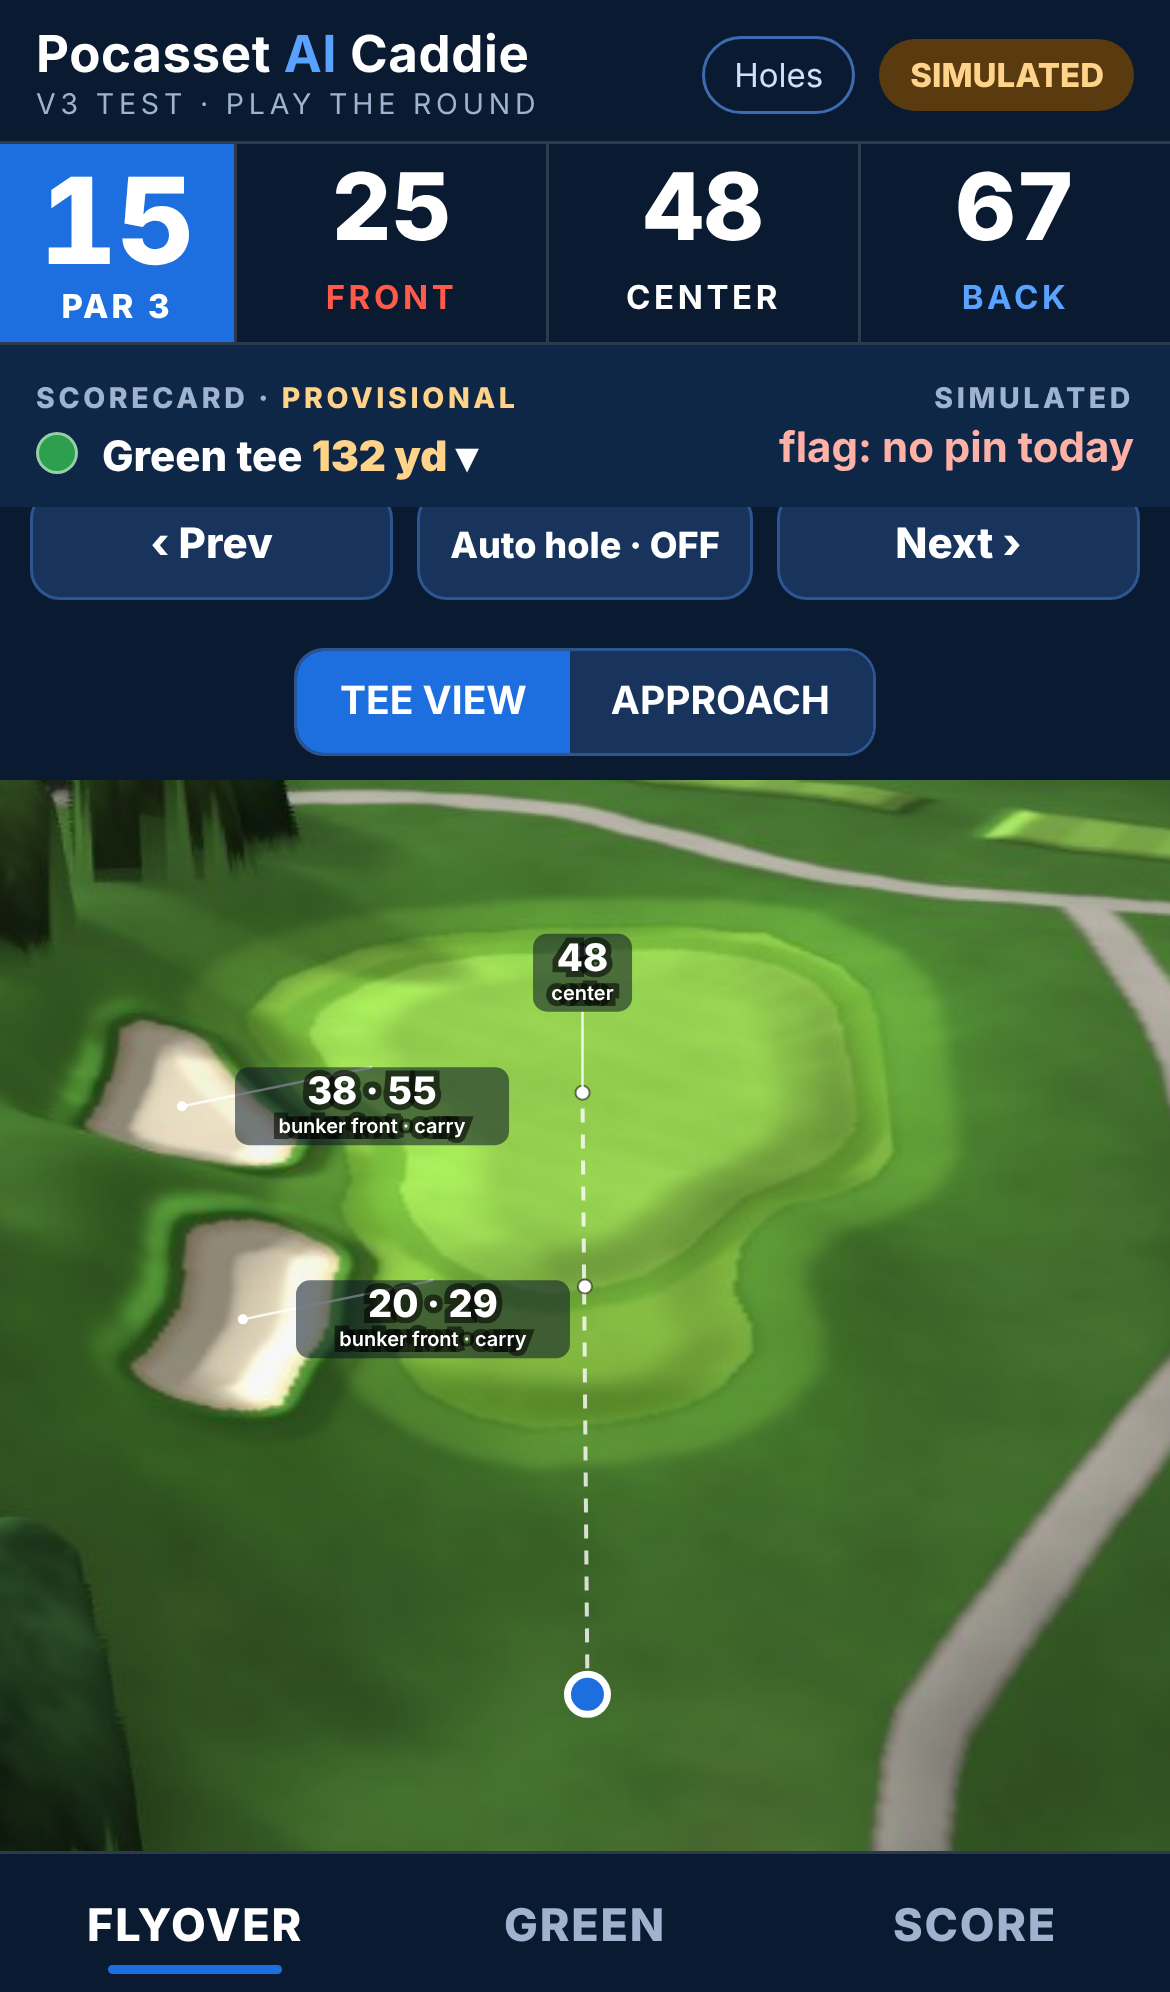 Pocasset AI Caddie
V3 TEST · PLAY THE ROUND
Holes
SIMULATED
15
PAR 3
25
FRONT
48
CENTER
67
BACK
SCORECARD · PROVISIONAL
Green tee 132 yd ▼
SIMULATED
flag: no pin today
‹ Prev
Auto hole · OFF
Next ›
TEE VIEW
APPROACH
48
center
38 · 55
bunker front · carry
20 · 29
bunker front · carry
FLYOVER
GREEN
SCORE